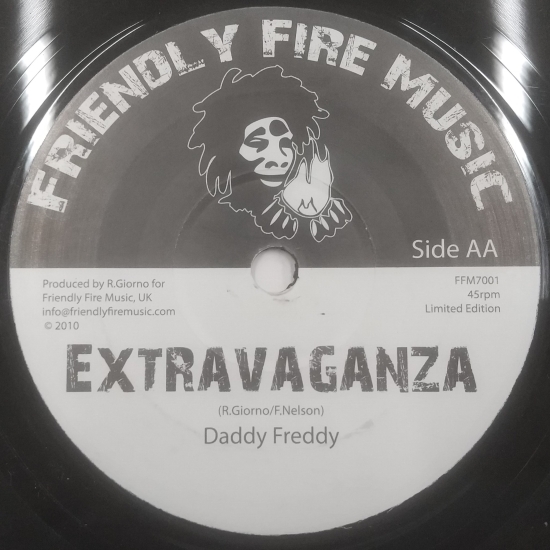 FRIENDLY FIRE MUSIC
Side AA
Produced by R.Giorno for
Friendly Fire Music, UK
info@friendlyfiremusic.com
© 2010
FFM7001
45rpm
Limited Edition
EXTRAVAGANZA
(R.Giorno/F.Nelson)
Daddy Freddy